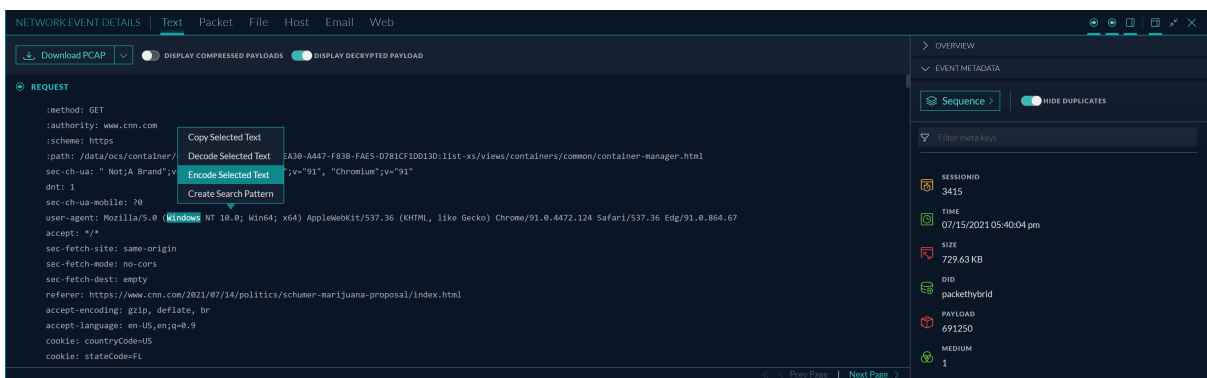 NETWORK EVENT DETAILS Text Packet File Host Email Web
Download PCAP DISPLAY COMPRESSED PAYLOADS DISPLAY DECRYPTED PAYLOAD
REQUEST
:method: GET
:authority: www.cnn.com
:scheme: https
:path: /data/ocs/container/ EA30-A447-F83B-FAE5-D781CF1DD13D:list-xs/views/containers/common/container-manager.html
sec-ch-ua: " Not;A Brand";v ";v="91", "Chromium";v="91"
dnt: 1
sec-ch-ua-mobile: ?0
user-agent: Mozilla/5.0 (Windows NT 10.0; Win64; x64) AppleWebKit/537.36 (KHTML, like Gecko) Chrome/91.0.4472.124 Safari/537.36 Edg/91.0.864.67
accept: */*
sec-fetch-site: same-origin
sec-fetch-mode: no-cors
sec-fetch-dest: empty
referer: https://www.cnn.com/2021/07/14/politics/schumer-marijuana-proposal/index.html
accept-encoding: gzip, deflate, br
accept-language: en-US,en;q=0.9
cookie: countryCode=US
cookie: stateCode=FL
Copy Selected Text
Decode Selected Text
Encode Selected Text
Create Search Pattern
« < Prev Page | Next Page >
OVERVIEW
EVENT METADATA
Sequence > HIDE DUPLICATES
Filter meta keys
SESSIONID
3415
TIME
07/15/2021 05:40:04 pm
SIZE
729.63 KB
DID
packethybrid
PAYLOAD
691250
MEDIUM
1